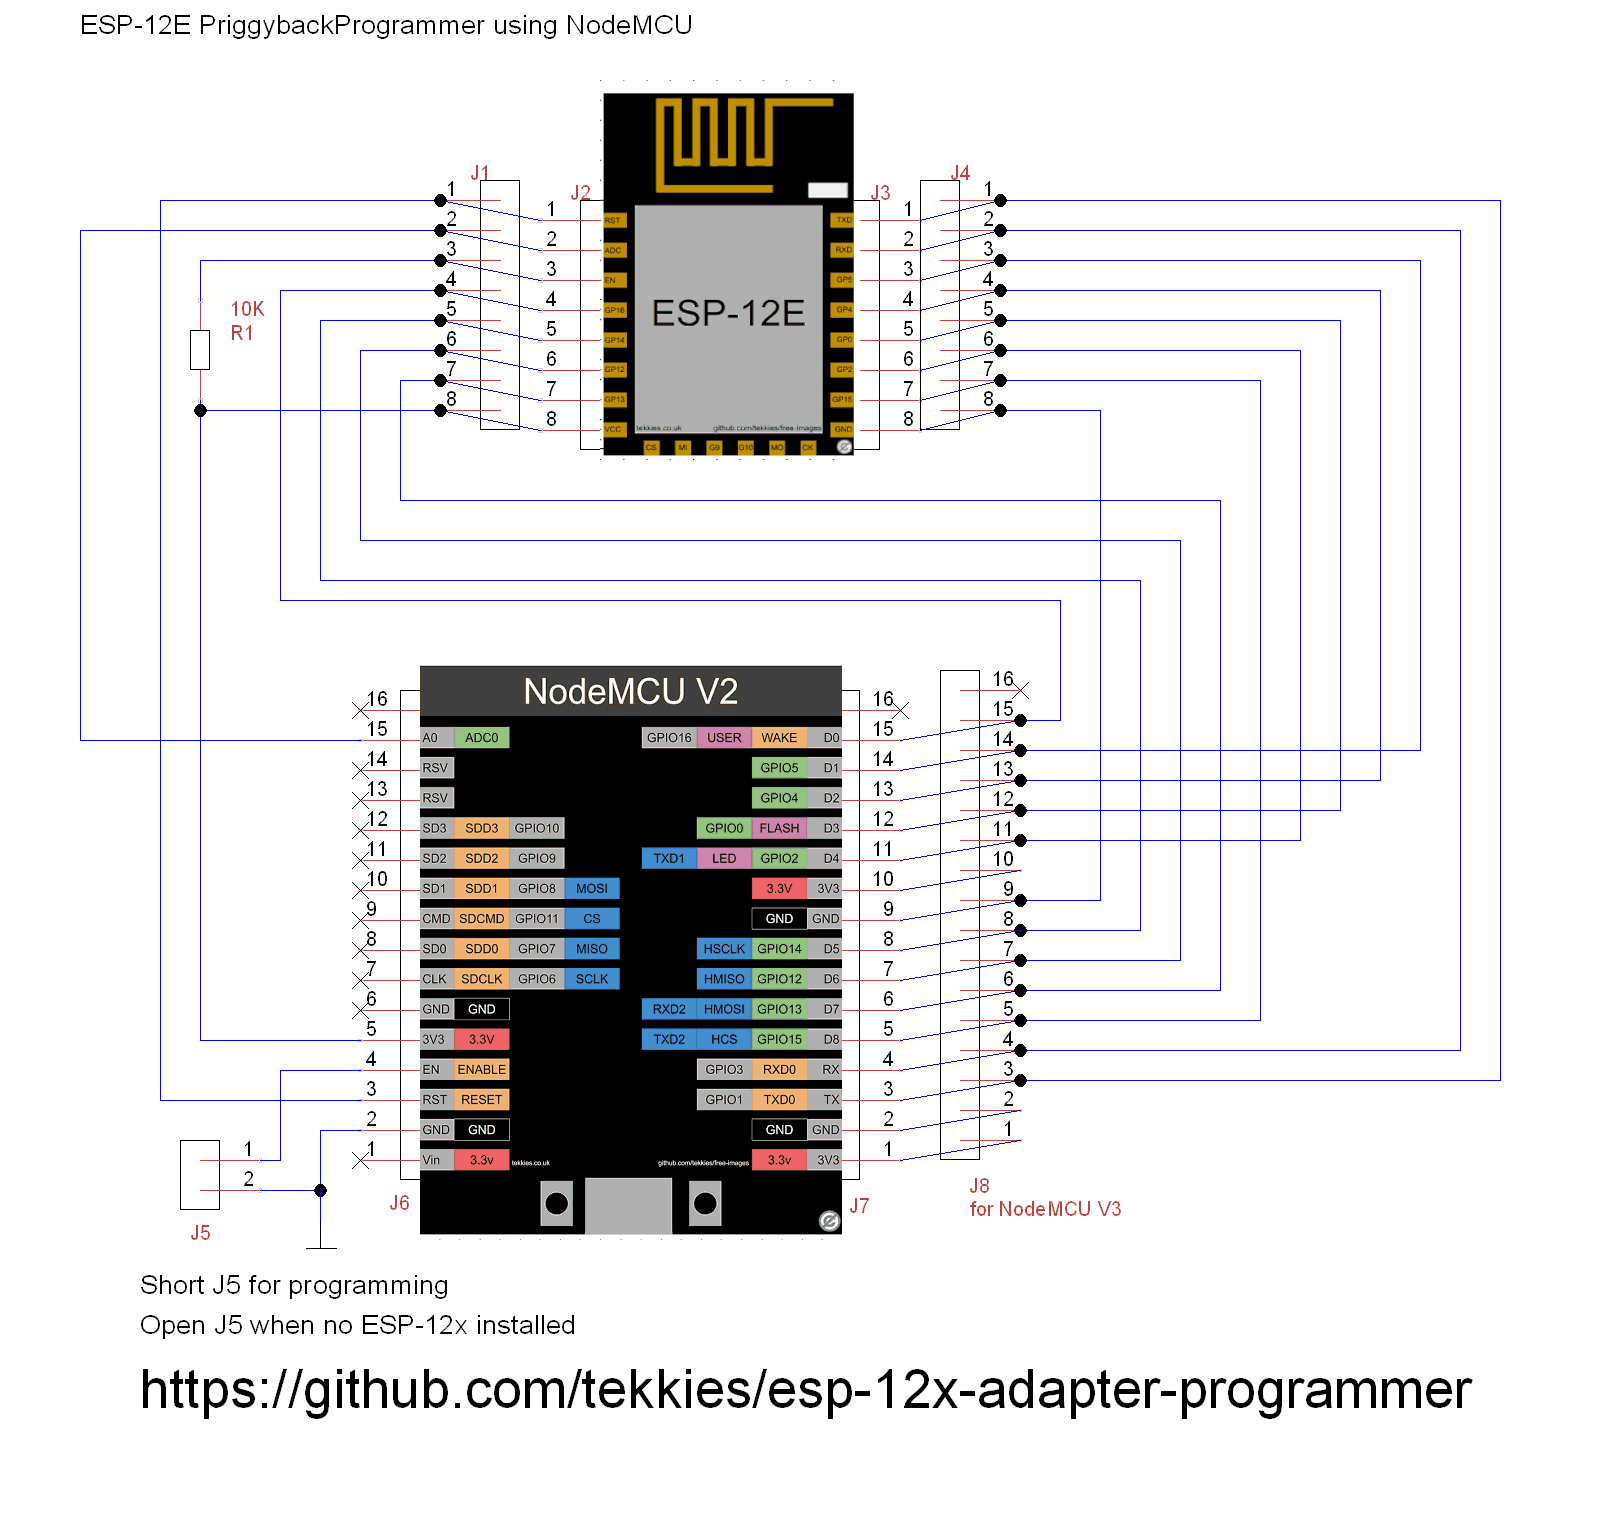 ESP-12E PriggybackProgrammer using NodeMCU
J1
J2
J3
J4
1 1 1 1
2 2 2 2
3 3 3 3
4 4 4 4
5 5 5 5
6 6 6 6
7 7 7 7
8 8 8 8
10K
R1
RST
ADC
EN
GP16
GP14
GP12
GP13
VCC
ESP-12E
TXD
RXD
GP5
GP4
GP0
GP2
GP15
GND
tekkies.co.uk
github.com/tekkies/free-images
CS MI G9 G10 MO CK
NodeMCU V2
16 16 16
15 A0 ADC0 GPIO16 USER WAKE D0 15 15
14 RSV GPIO5 D1 14 14
13 RSV GPIO4 D2 13 13
12 SD3 SDD3 GPIO10 GPIO0 FLASH D3 12 12
11 SD2 SDD2 GPIO9 TXD1 LED GPIO2 D4 11 11
10 SD1 SDD1 GPIO8 MOSI 3.3V 3V3 10 10
9 CMD SDCMD GPIO11 CS GND GND 9 9
8 SD0 SDD0 GPIO7 MISO HSCLK GPIO14 D5 8 8
7 CLK SDCLK GPIO6 SCLK HMISO GPIO12 D6 7 7
6 GND GND RXD2 HMOSI GPIO13 D7 6 6
5 3V3 3.3V TXD2 HCS GPIO15 D8 5 5
4 EN ENABLE GPIO3 RXD0 RX 4 4
3 RST RESET GPIO1 TXD0 TX 3 3
2 GND GND GND GND 2 2
1 Vin 3.3v tekkies.co.uk github.com/tekkies/free-images 3.3v 3V3 1 1
1
2
J5
J6
J7
J8
for NodeMCU V3
Short J5 for programming
Open J5 when no ESP-12x installed
https://github.com/tekkies/esp-12x-adapter-programmer